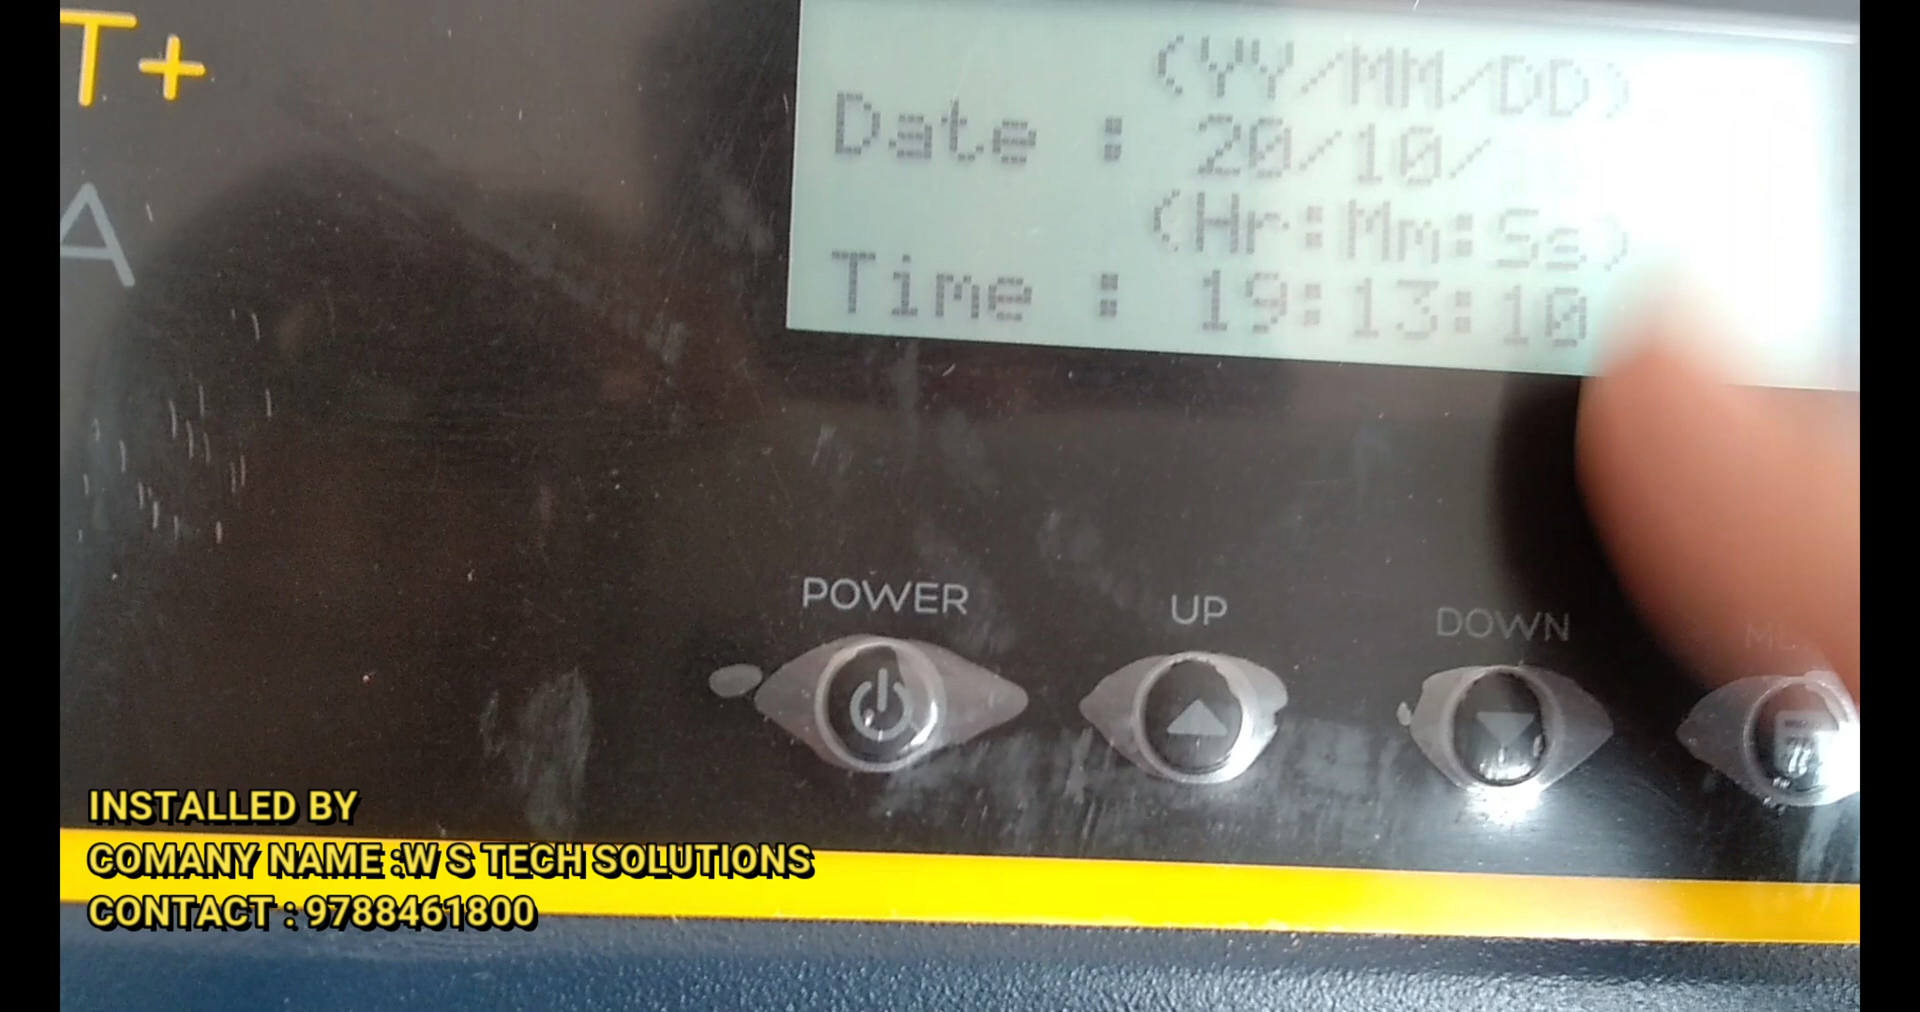 T+
A
(YY/MM/DD)
Date : 20/10/
(Hr:Mm:Ss)
Time : 19:13:10
POWER
UP
DOWN
INSTALLED BY
COMANY NAME :W S TECH SOLUTIONS
CONTACT : 9788461800